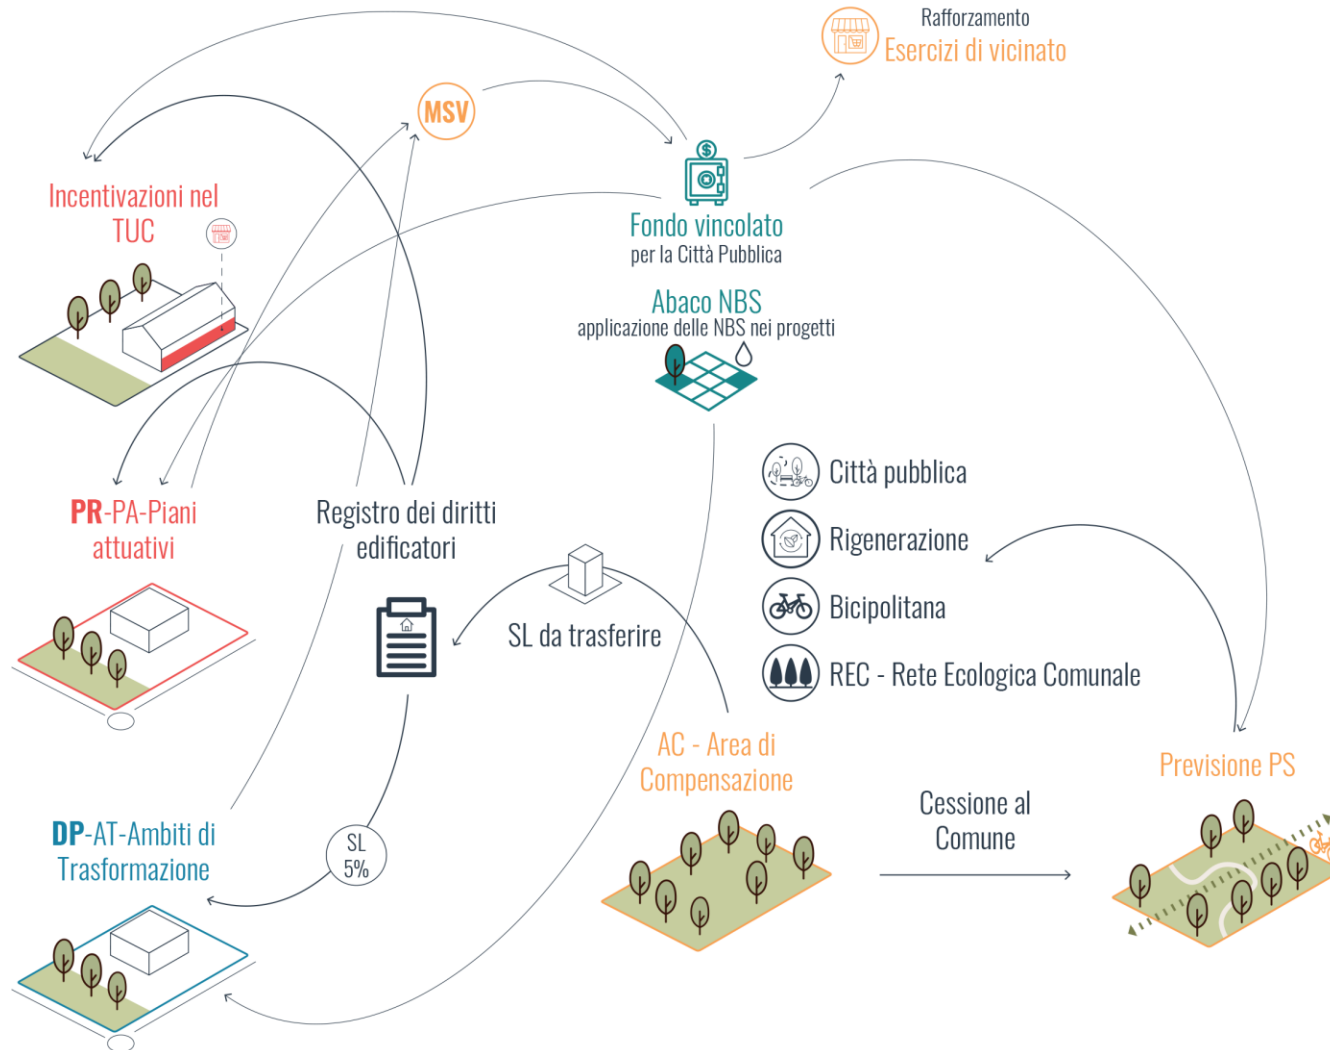 Rafforzamento
Esercizi di vicinato
MSV
$
Incentivazioni nel
TUC
Fondo vincolato
per la Città Pubblica
Abaco NBS
applicazione delle NBS nei progetti
Città pubblica
Rigenerazione
Bicipolitana
REC - Rete Ecologica Comunale
PR-PA-Piani
attuativi
Registro dei diritti
edificatori
SL da trasferire
AC - Area di
Compensazione
Previsione PS
Cessione al
Comune
DP-AT-Ambiti di
Trasformazione
SL
5%